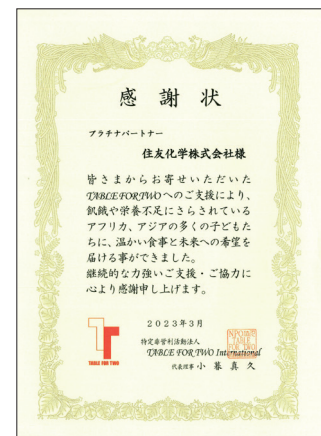 感謝状
プラチナパートナー
住友化学株式会社様
皆さまからお寄せいただいた
TABLE FOR TWOへのご支援により、
飢餓や栄養不足にさらされている
アフリカ、アジアの多くの子どもた
ちに、温かい食事と未来への希望を
届ける事ができました。
継続的な力強いご支援・ご協力に
心より感謝申し上げます。
2023年3月
特定非営利活動法人
TABLE FOR TWO International
代表理事 小暮真久
TABLE FOR TWO